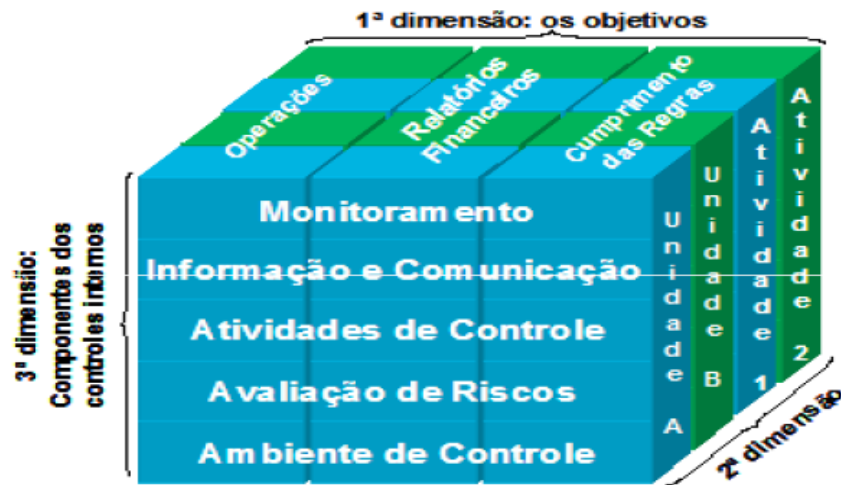 1ª dimensão: os objetivos
Operações
Relatórios
Financeiros
Cumprimento
das Regras
3ª dimensão:
Componentes dos
controles internos
Monitoramento
Informação e Comunicação
Atividades de Controle
Avaliação de Riscos
Ambiente de Controle
Unidade A
Unidade B
Atividade 1
Atividade 2
2ª dimensão